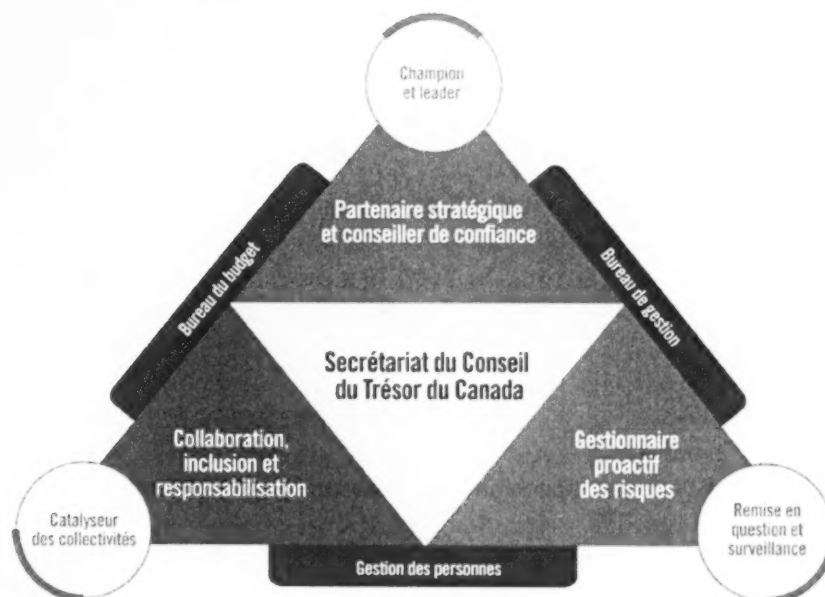 Champion
et leader
Partenaire stratégique
et conseiller de confiance
Bureau du budget
Bureau de gestion
Secrétariat du Conseil
du Trésor du Canada
Collaboration,
inclusion et
responsabilisation
Gestionnaire
proactif
des risques
Catalyseur
des collectivités
Remise en
question et
surveillance
Gestion des personnes